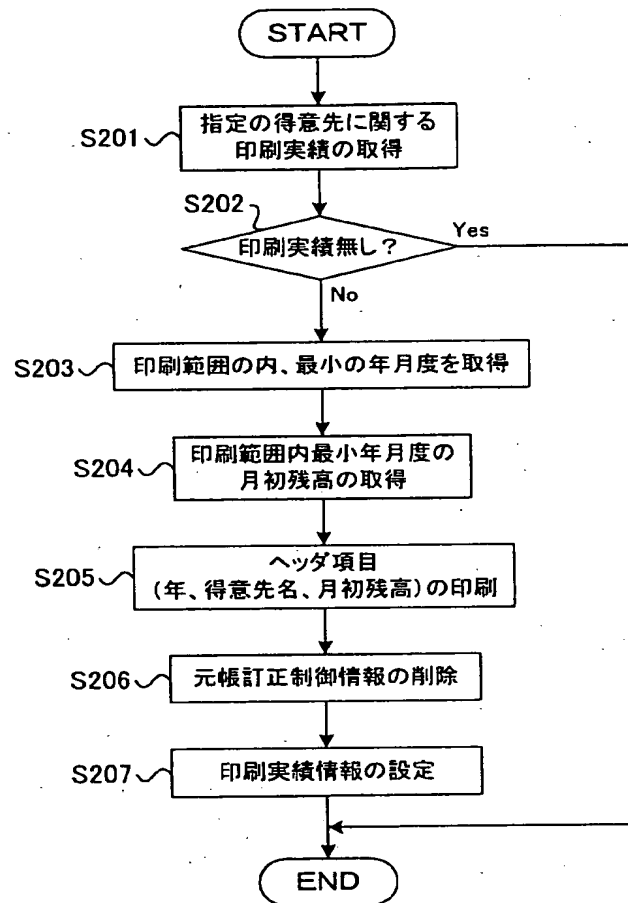 START
S201
指定の得意先に関する
印刷実績の取得
S202
印刷実績無し?
Yes
No
S203
印刷範囲の内、最小の年月度を取得
S204
印刷範囲内最小年月度の
月初残高の取得
S205
ヘッダ項目
(年、得意先名、月初残高)の印刷
S206
元帳訂正制御情報の削除
S207
印刷実績情報の設定
END